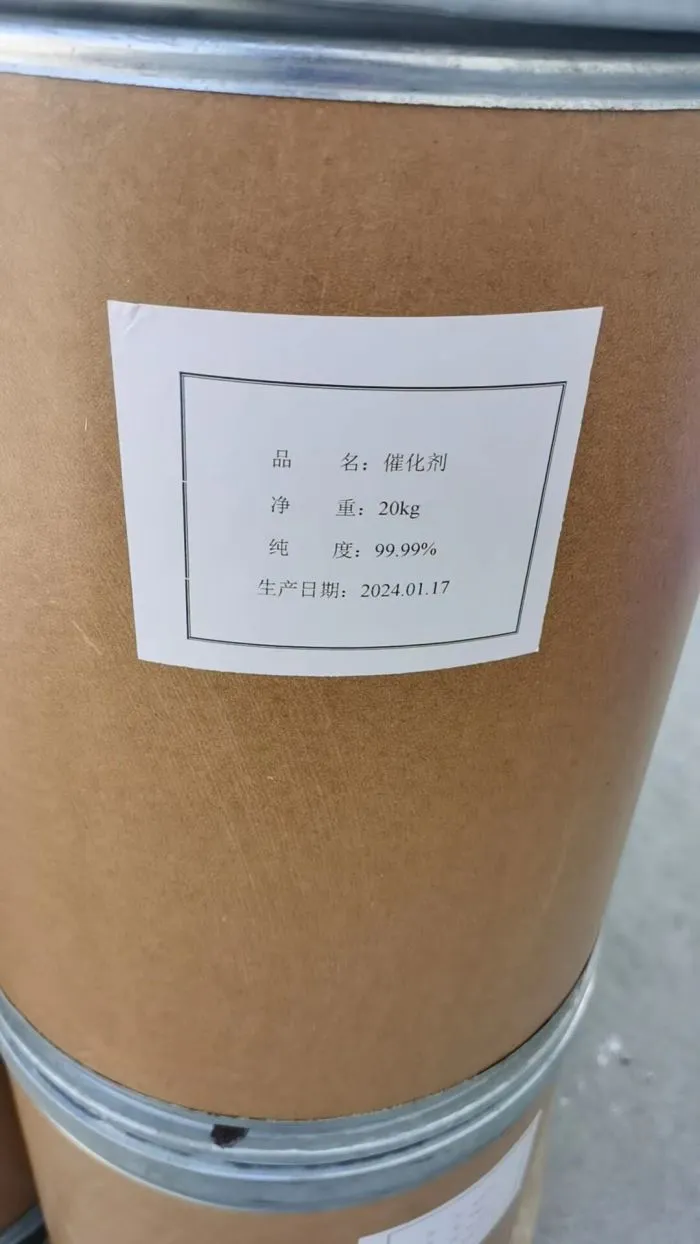 品 名：催化剂
净 重：20kg
纯 度：99.99%
生产日期：2024.01.17